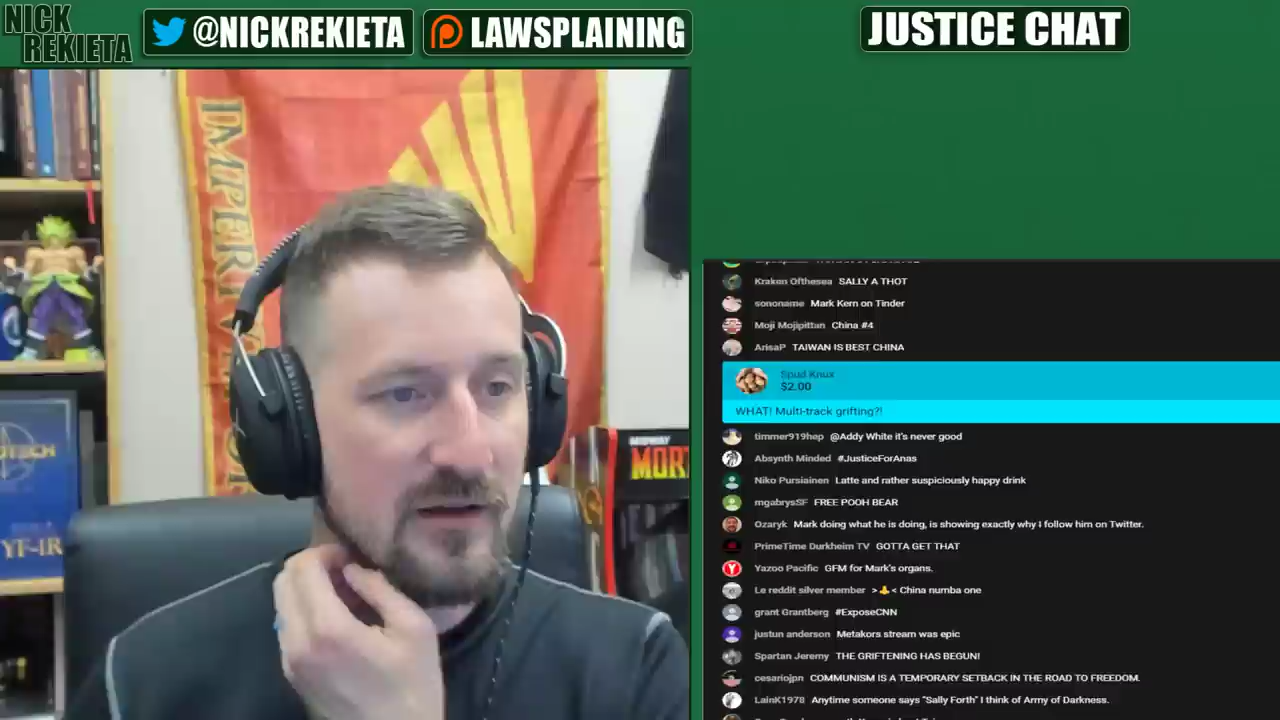 NICK
REKIETA
@NICKREKIETA
LAWSPLAINING
JUSTICE CHAT
IMPERI
MIDWAY
MORT
YF-1R
Kraken Ofthesea SALLY A THOT
sononame Mark Kern on Tinder
Moji Mojipittan China #4
ArisaP TAIWAN IS BEST CHINA
Spud Knux
$2.00
WHAT! Multi-track grifting?!
timmer919hap @Addy White it's never good
Absynth Minded #JusticeForAnas
Niko Pursiainen Latte and rather suspiciously happy drink
mgabrysSF FREE POOH BEAR
Ozaryk Mark doing what he is doing, is showing exactly why I follow him on Twitter.
PrimeTime Durkheim TV GOTTA GET THAT
Yazoo Pacific GFM for Mark's organs.
Le reddit silver member > < China numba one
grant Grantberg #ExposeCNN
justun anderson Metakors stream was epic
Spartan Jeremy THE GRIFTENING HAS BEGUN!
cesariojpn COMMUNISM IS A TEMPORARY SETBACK IN THE ROAD TO FREEDOM.
LainK1978 Anytime someone says "Sally Forth" I think of Army of Darkness.